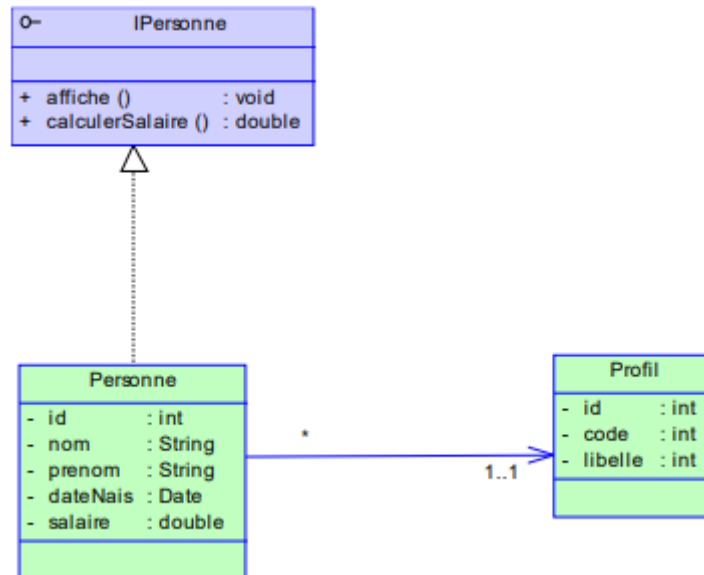 IPersonne
+ affiche () : void
+ calculerSalaire () : double
Personne
- id : int
- nom : String
- prenom : String
- dateNais : Date
- salaire : double
*
1..1
Profil
- id : int
- code : int
- libelle : int